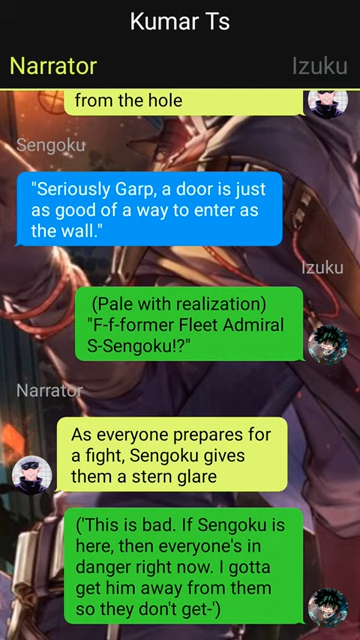 Kumar Ts
Narrator Izuku
from the hole
Sengoku
"Seriously Garp, a door is just
as good of a way to enter as
the wall."
Izuku
(Pale with realization)
"F-f-former Fleet Admiral
S-Sengoku!?"
Narrator
As everyone prepares for
a fight, Sengoku gives
them a stern glare
('This is bad. If Sengoku is
here, then everyone's in
danger right now. I gotta
get him away from them
so they don't get-')